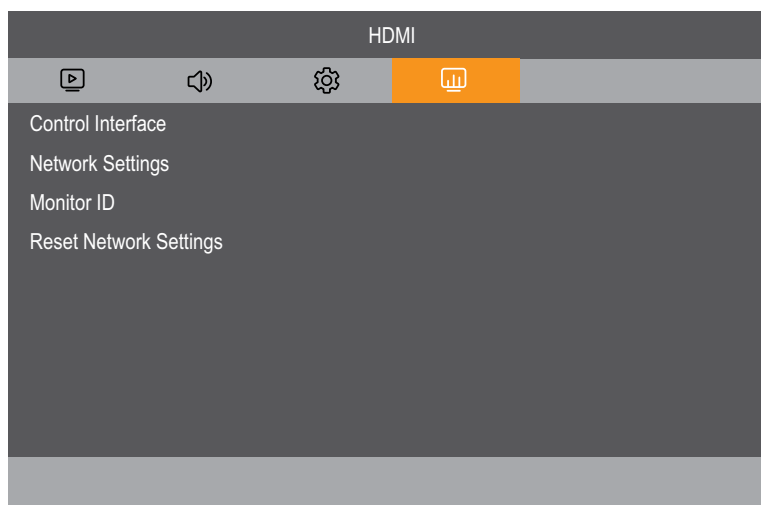 HDMI
Control Interface
Network Settings
Monitor ID
Reset Network Settings